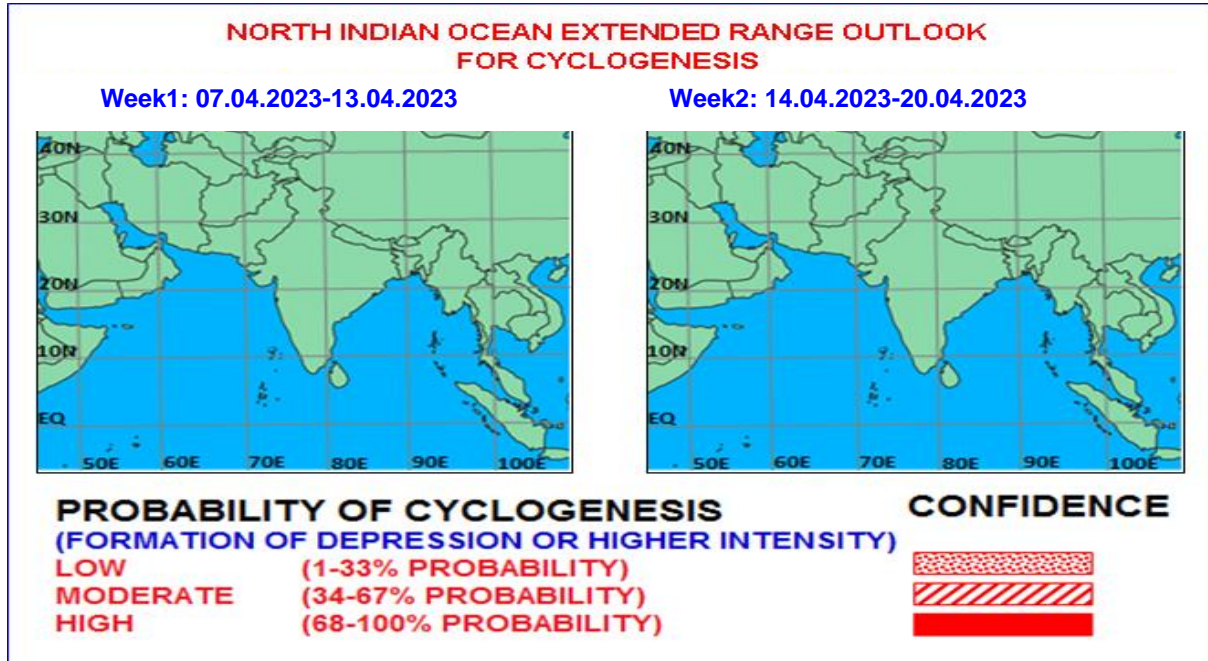 NORTH INDIAN OCEAN EXTENDED RANGE OUTLOOK
FOR CYCLOGENESIS
Week1: 07.04.2023-13.04.2023
Week2: 14.04.2023-20.04.2023
40N
30N
20N
10N
EQ
50E 60E 70E 80E 90E 100E
40N
30N
20N
10N
EQ
50E 60E 70E 80E 90E 100E
PROBABILITY OF CYCLOGENESIS
CONFIDENCE
(FORMATION OF DEPRESSION OR HIGHER INTENSITY)
LOW (1-33% PROBABILITY)
MODERATE (34-67% PROBABILITY)
HIGH (68-100% PROBABILITY)